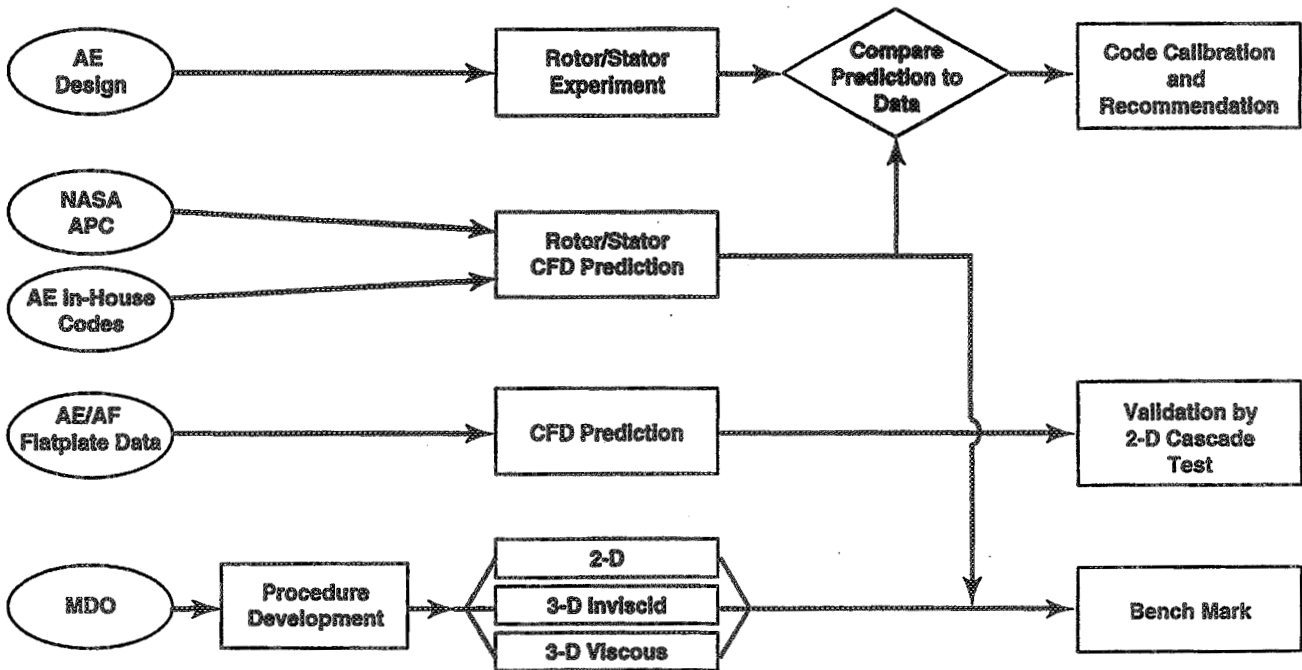 AE
Design
Rotor/Stator
Experiment
Compare
Prediction to
Data
Code Calibration
and
Recommendation
NASA
APC
AE In-House
Codes
Rotor/Stator
CFD Prediction
AE/AF
Flatplate Data
CFD Prediction
Validation by
2-D Cascade
Test
MDO
Procedure
Development
2-D
3-D Inviscid
3-D Viscous
Bench Mark